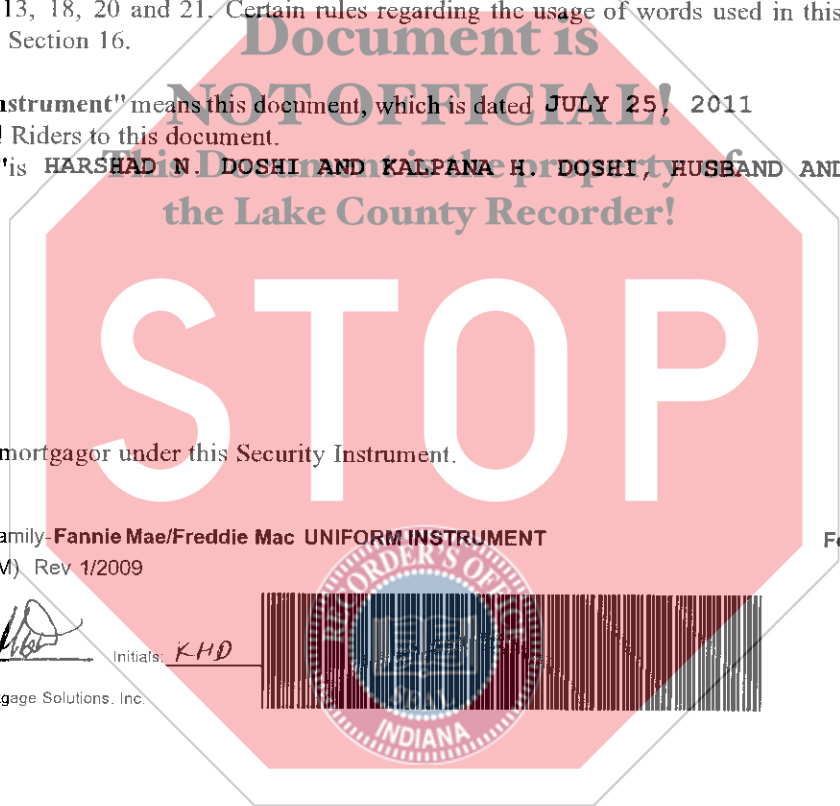 13, 18, 20 and 21. Certain rules regarding the usage of words used in this
Section 16.
Document is
NOT OFFICIAL!
nstrument" means this document, which is dated JULY 25, 2011
Riders to this document.
" is HARSHAD N. DOSHI AND KALPANA H. DOSHI, HUSBAND AND
This Document is the property of
the Lake County Recorder!
STOP
mortgagor under this Security Instrument.
amily-Fannie Mae/Freddie Mac UNIFORM INSTRUMENT
M) Rev 1/2009
Initials: KHD
gage Solutions, Inc.
RECORDER'S OFFICE
SEAL
INDIANA